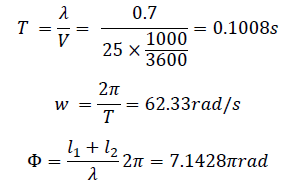 T = λ/V = 0.7/(25 × 1000/3600) = 0.1008s
w = 2π/T = 62.33rad/s
Φ = (l₁ + l₂)/λ 2π = 7.1428πrad